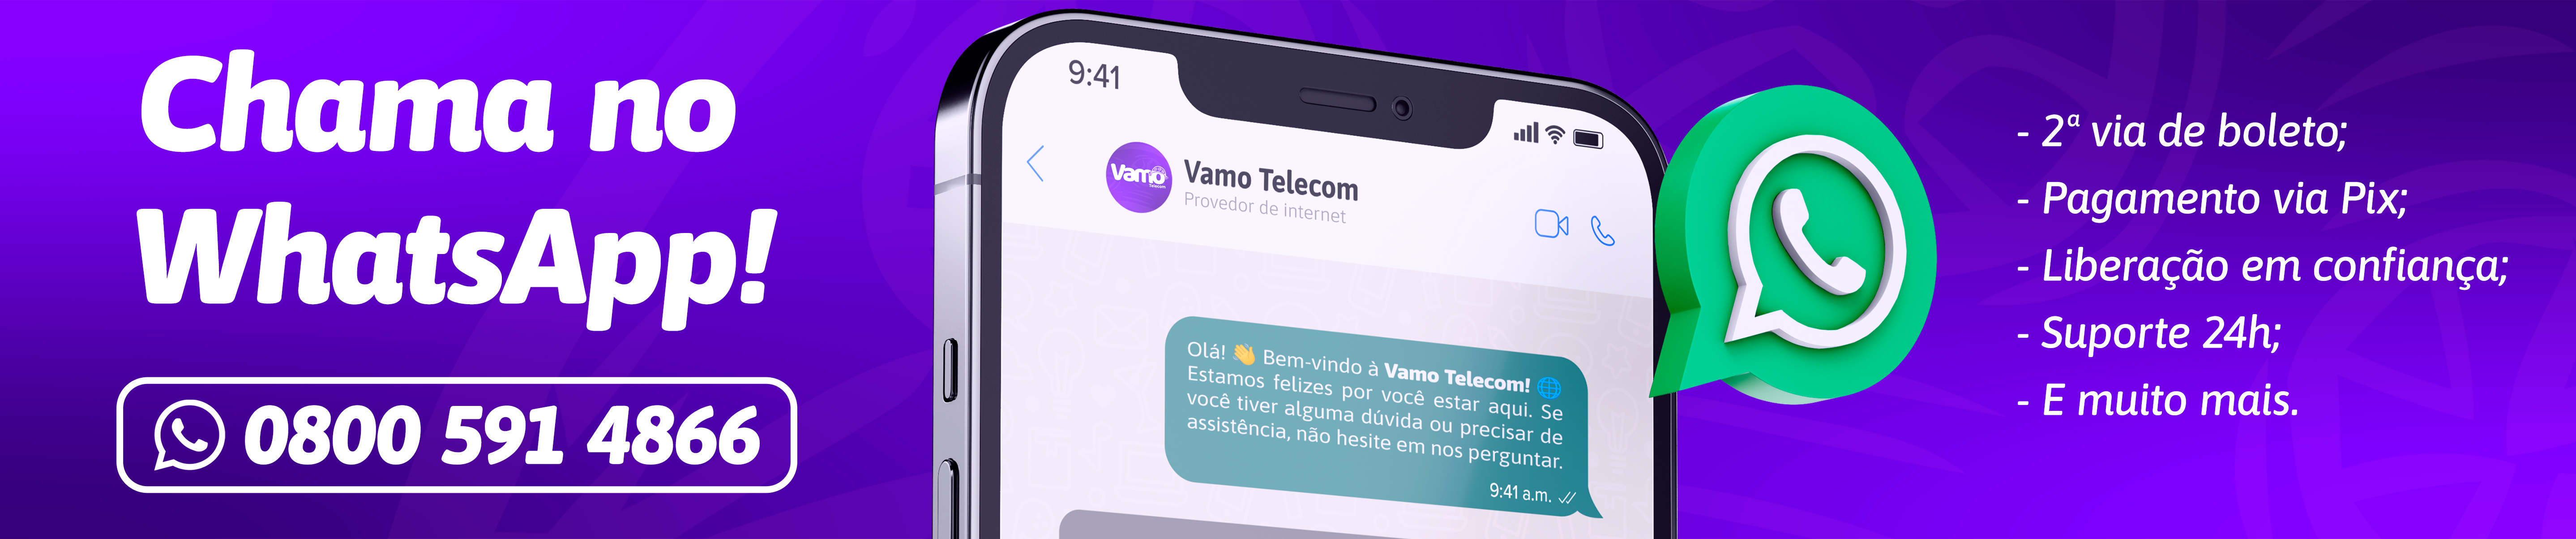 Chama no
WhatsApp!
0800 591 4866
9:41
Vamo
Telecom
Vamo Telecom
Provedor de internet
Olá! 👋 Bem-vindo à Vamo Telecom! 🌐
Estamos felizes por você estar aqui. Se
você tiver alguma dúvida ou precisar de
assistência, não hesite em nos perguntar.
9:41 a.m.
- 2ª via de boleto;
- Pagamento via Pix;
- Liberação em confiança;
- Suporte 24h;
- E muito mais.